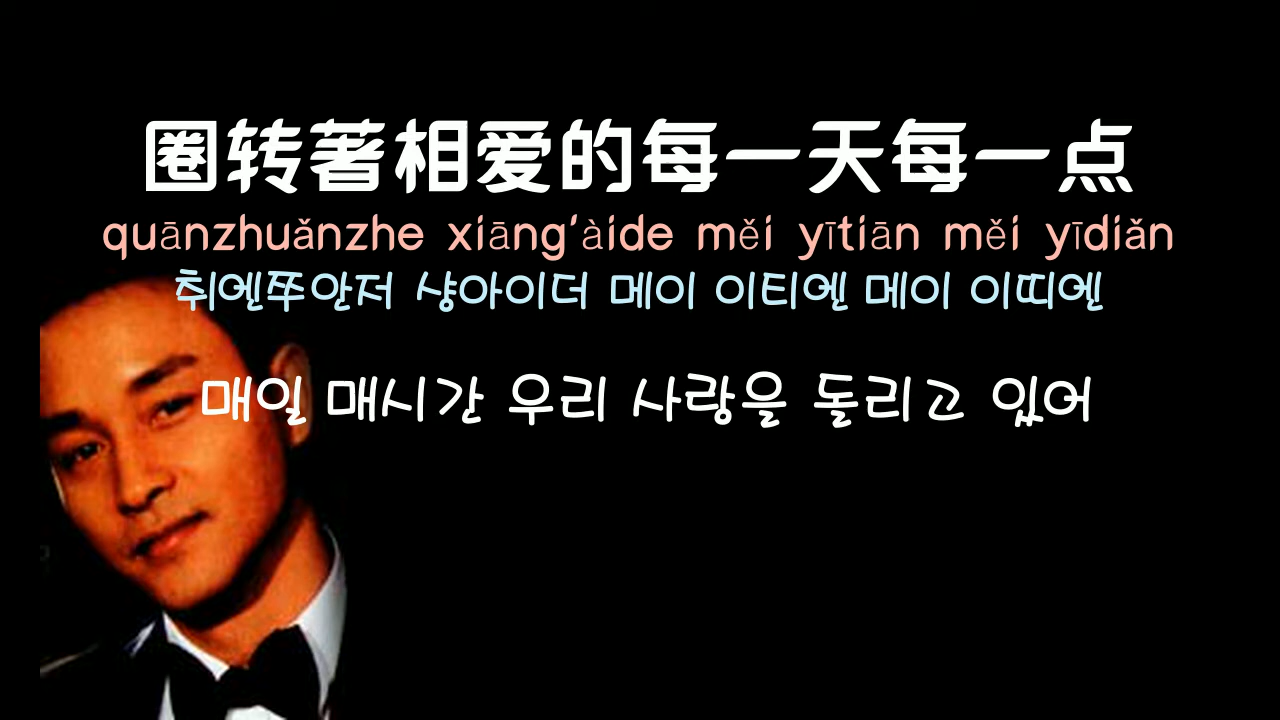 圈转著相爱的每一天每一点
quānzhuǎnzhe xiāng'àide měi yītiān měi yīdiǎn
취엔쭈안저 샹아이더 메이 이티엔 메이 이띠엔
매일 매시간 우리 사랑을 돌리고 있어